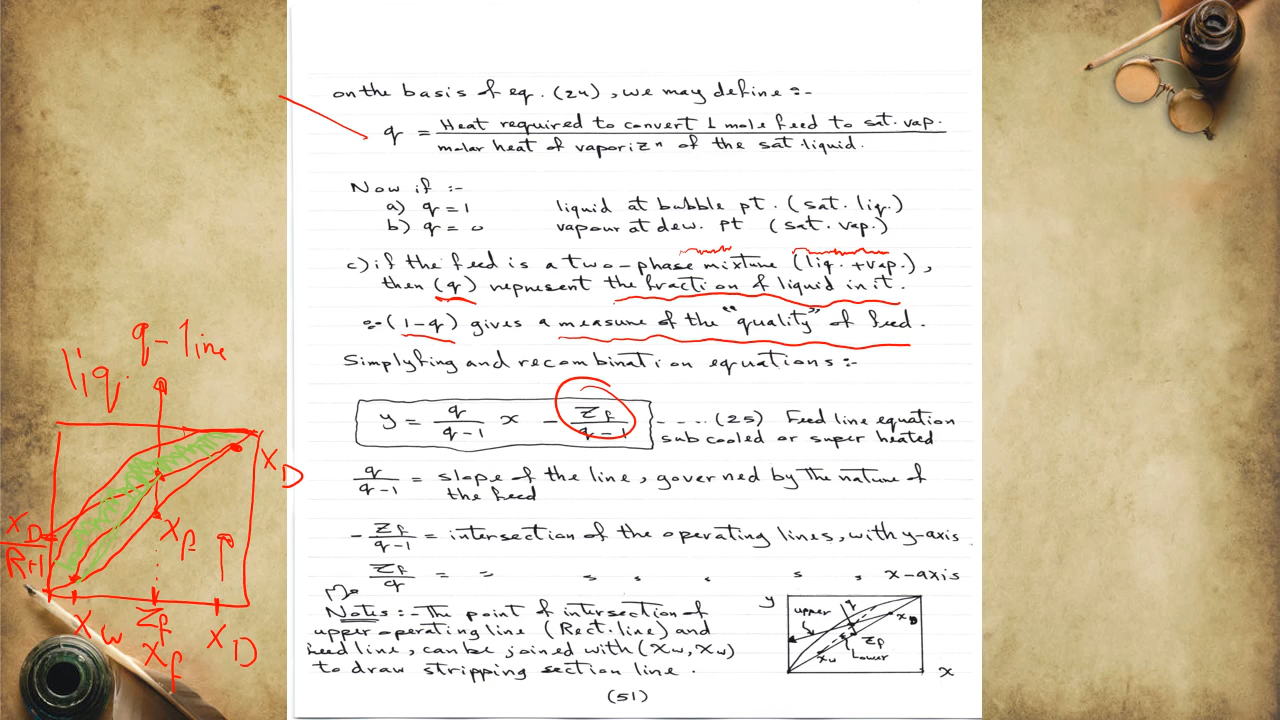 on the basis of eq. (24), we may define :-
q = Heat required to convert 1 mole feed to sat. vap.
molar heat of vaporizⁿ of the sat. liquid.
Now if :-
a) q = 1 liquid at bubble pt. (sat. liq.)
b) q = 0 vapour at dew. pt (sat. vap.)
c) if the feed is a two-phase mixture (liq. + vap.),
then (q) represent the fraction of liquid in it.
∴ (1-q) gives a measure of the "quality" of feed.
Simplyfing and recombination equations :-
y = q/(q-1) x - Zf/(q-1) ---- (25) Feed line equation
sub cooled or super heated
q/(q-1) = slope of the line, governed by the nature of
the feed
- Zf/(q-1) = intersection of the operating lines, with y-axis
Zf/q = = " " " " " x-axis
Notes :- The point of intersection of
upper operating line (Rect. line) and
feed line, can be joined with (Xw, Xw)
to draw stripping section line.
(51)
y
upper
q
XD
Zf
Lower
Xw
x
q-line
liq.
XD
XD/(R+1)
Xf
Xw
Zf
XD
Xf